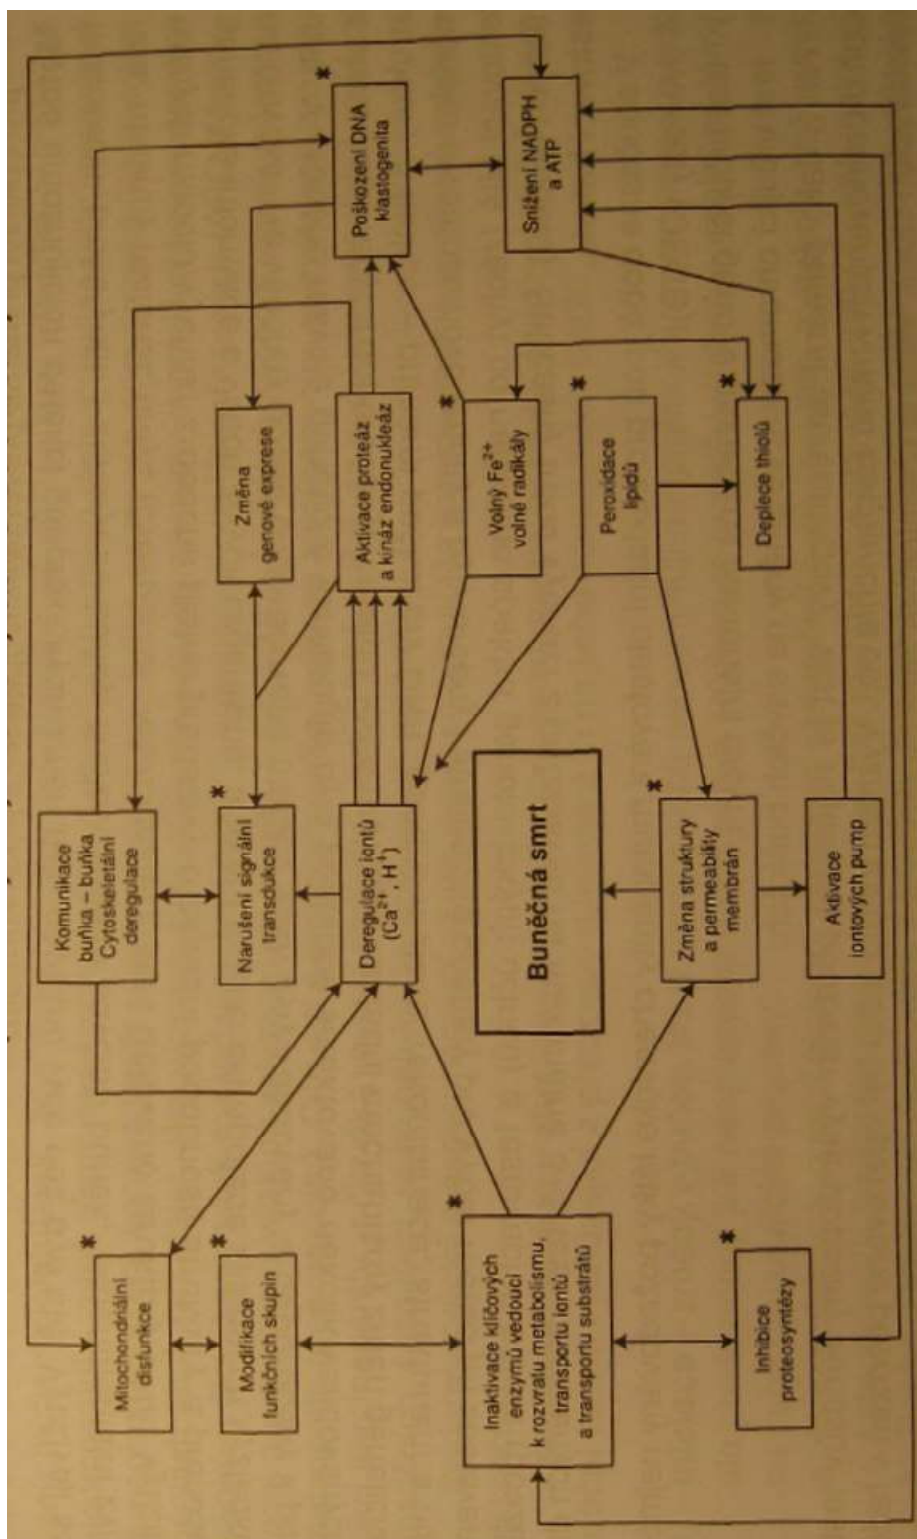 Mitochondriální
disfunkce
*
Modifikace
funkčních skupin
*
Inaktivace klíčových
enzymů vedoucí
k rozvratu metabolismu,
transportu iontů
a transportu substrátů
*
Inhibice
proteosyntézy
*
Komunikace
buňka – buňka
Cytoskeletální
deregulace
Narušení signální
transdukce
*
Deregulace iontů
(Ca²⁺, H⁺)
Buněčná smrt
Změna struktury
a permeability
membrán
*
Aktivace
iontových pump
Změna
genové exprese
Aktivace proteáz
a kináz endonukleáz
Volný Fe²⁺
volné radikály
*
Peroxidace
lipidů
*
Deplece thiolů
*
Poškození DNA
klastogenita
*
Snížení NADPH
a ATP